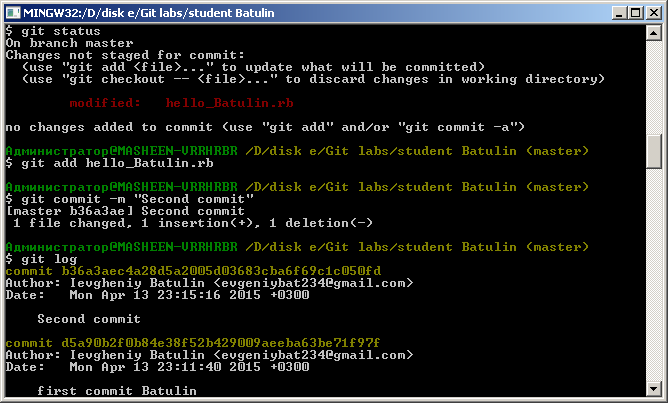 MINGW32:/D/disk e/Git labs/student Batulin
$ git status
On branch master
Changes not staged for commit:
  (use "git add <file>..." to update what will be committed)
  (use "git checkout -- <file>..." to discard changes in working directory)

        modified:   hello_Batulin.rb

no changes added to commit (use "git add" and/or "git commit -a")

Администратор@MASHEEN-VRRHRBR /D/disk e/Git labs/student Batulin (master)
$ git add hello_Batulin.rb

Администратор@MASHEEN-VRRHRBR /D/disk e/Git labs/student Batulin (master)
$ git commit -m "Second commit"
[master b36a3ae] Second commit
 1 file changed, 1 insertion(+), 1 deletion(-)

Администратор@MASHEEN-VRRHRBR /D/disk e/Git labs/student Batulin (master)
$ git log
commit b36a3aec4a28d5a2005d03683cba6f69c1c050fd
Author: Ievgheniy Batulin <evgeniybat234@gmail.com>
Date:   Mon Apr 13 23:15:16 2015 +0300

    Second commit

commit d5a90b2f0b84e38f52b429009aeeba63be71f97f
Author: Ievgheniy Batulin <evgeniybat234@gmail.com>
Date:   Mon Apr 13 23:11:40 2015 +0300

    first commit Batulin